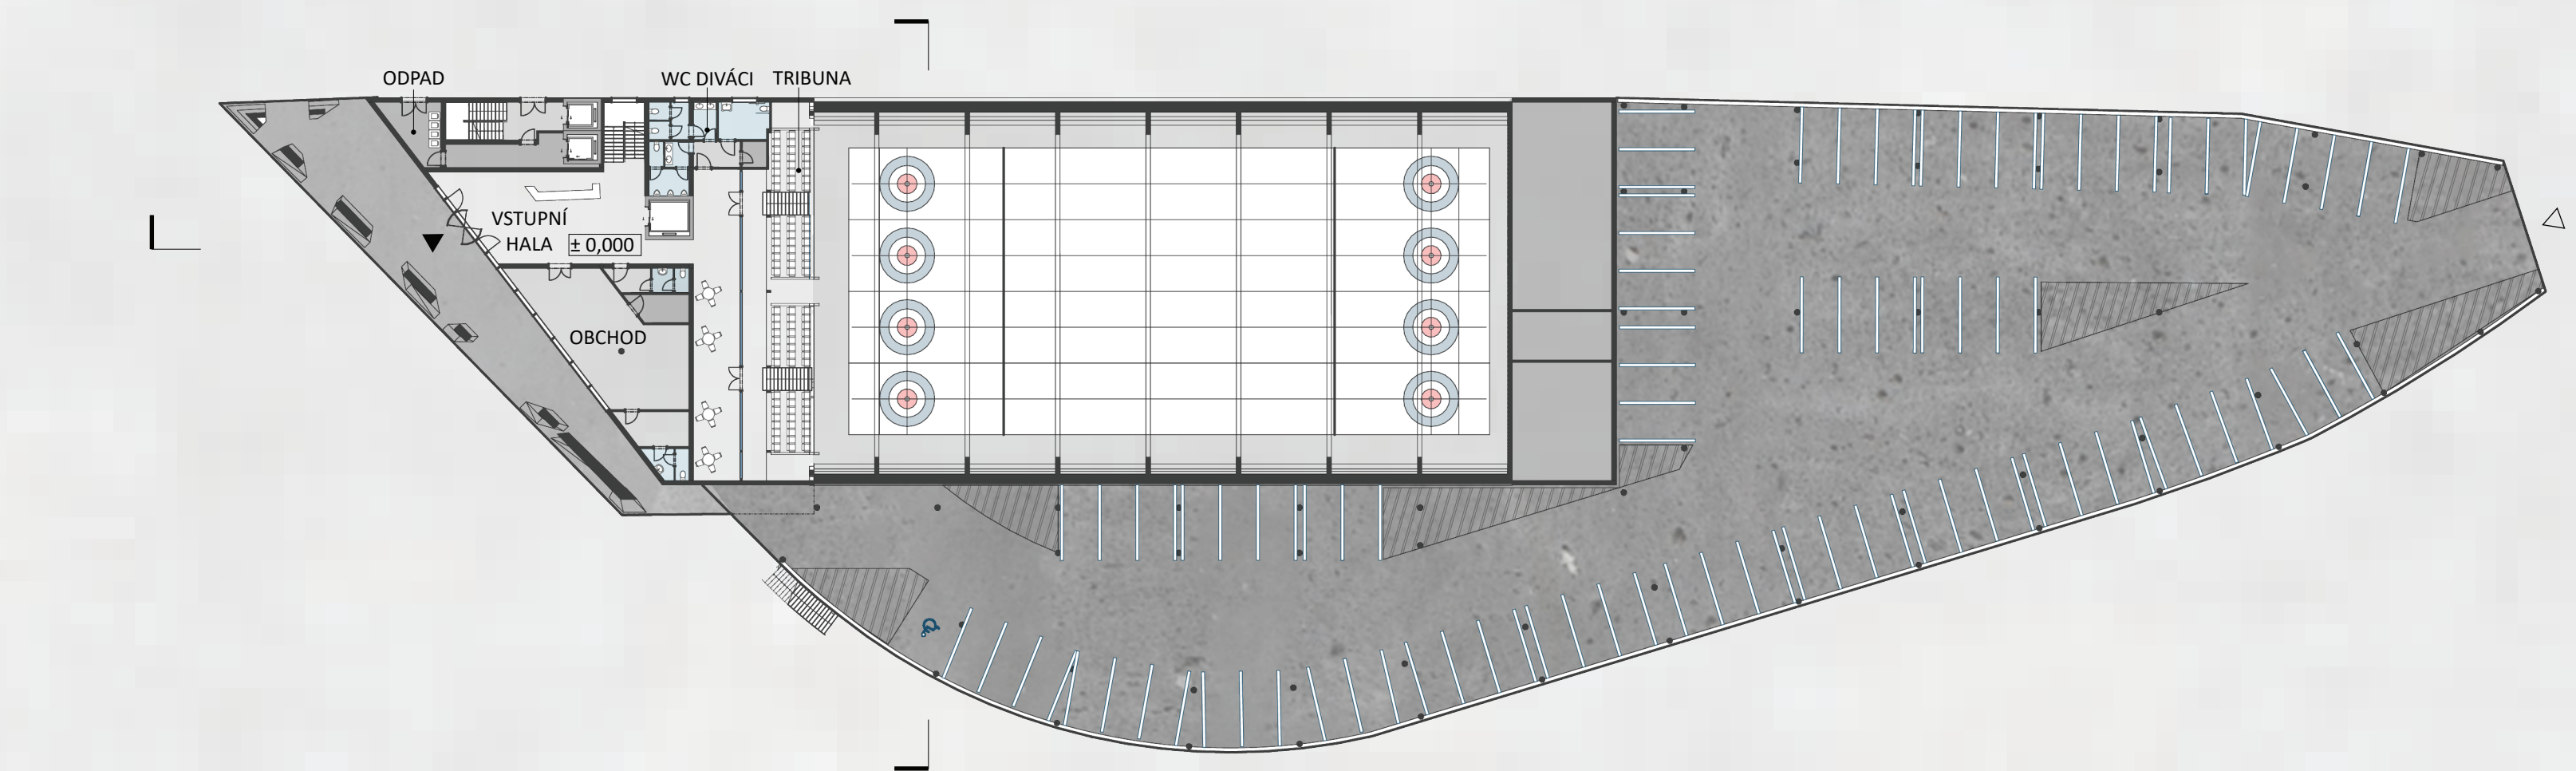 ODPAD
WC DIVÁCI
TRIBUNA
VSTUPNÍ
HALA
± 0,000
OBCHOD